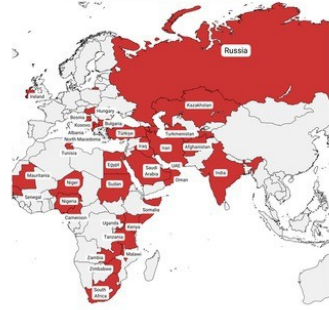 Russia
Ireland
Kazakhstan
Hungary
Bosnia
Bulgaria
Kosovo
Albania
Türkiye
Turkmenistan
North Macedonia
Tunisia
Iraq
Iran
Afghanistan
Egypt
Saudi
Arabia
UAE
Mauritania
India
Niger
Oman
Sudan
Senegal
Nigeria
Somalia
Cameroon
Uganda
Kenya
Tanzania
Zambia
Malawi
Zimbabwe
South
Africa